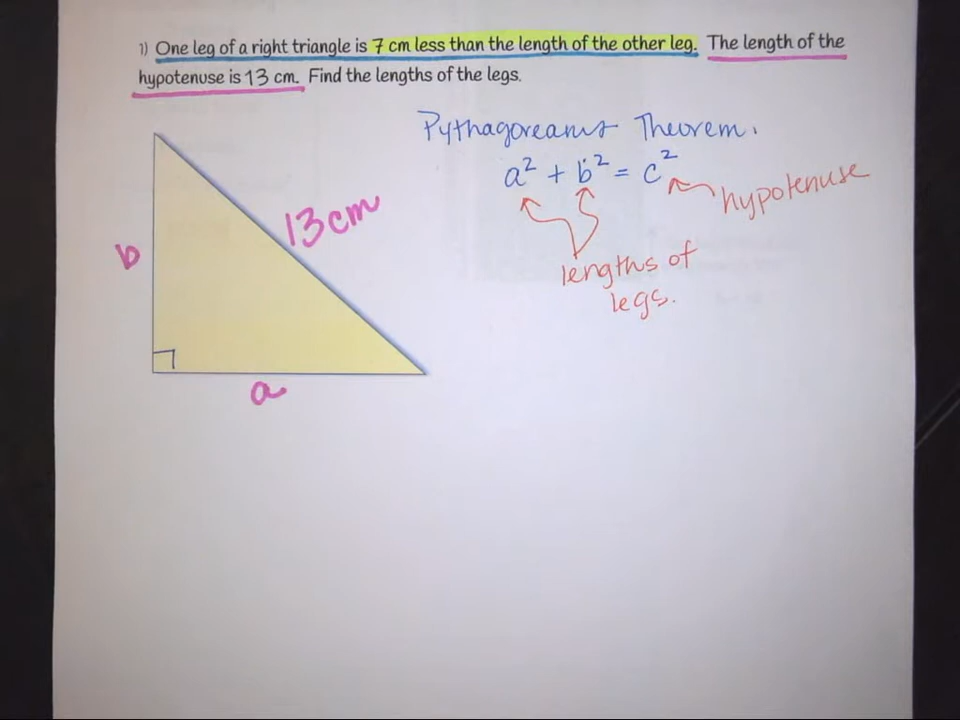 1) One leg of a right triangle is 7 cm less than the length of the other leg. The length of the
hypotenuse is 13 cm. Find the lengths of the legs.
Pythagoreams Theorem.
a² + b² = c²
hypotenuse
13cm
b
lengths of
legs.
a